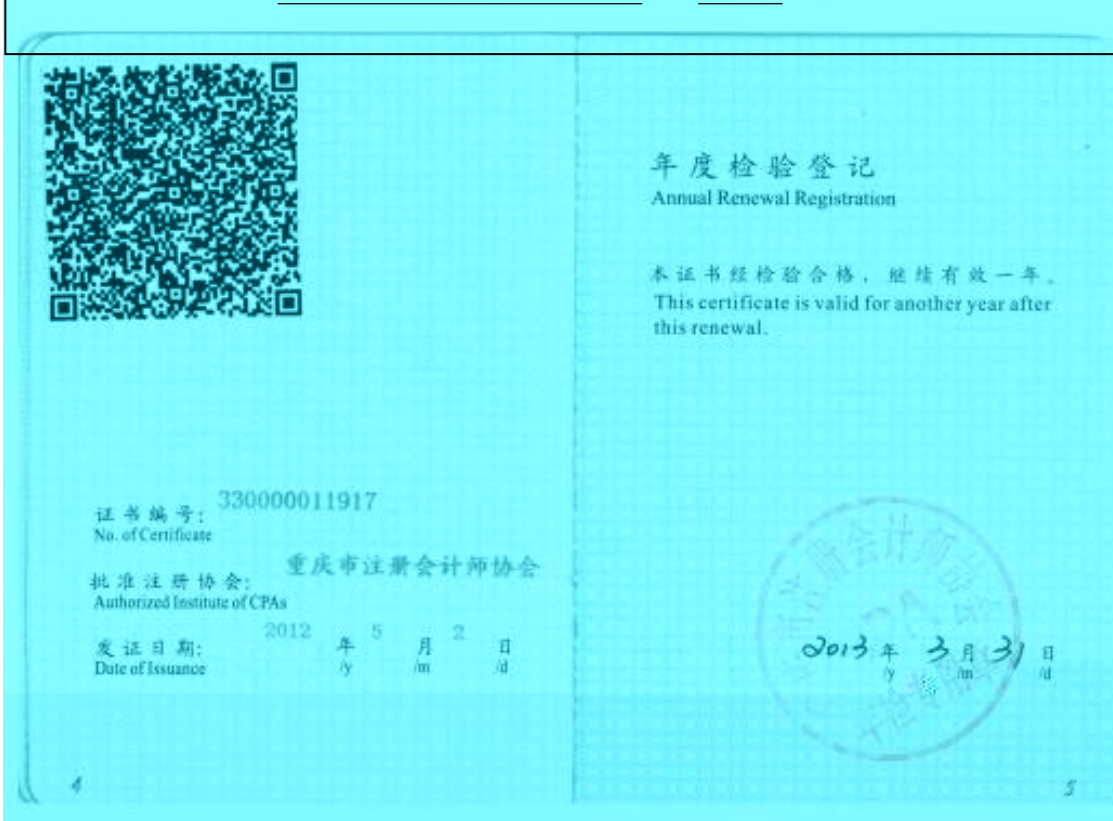 证书编号: 330000011917
No. of Certificate
批准注册协会: 重庆市注册会计师协会
Authorized Institute of CPAs
发证日期: 2012 年 5 月 2 日
Date of Issuance /y /m /d
4
年度检验登记
Annual Renewal Registration
本证书经检验合格，继续有效一年。
This certificate is valid for another year after
this renewal.
2013 年 3 月 31 日
/y /m /d
5